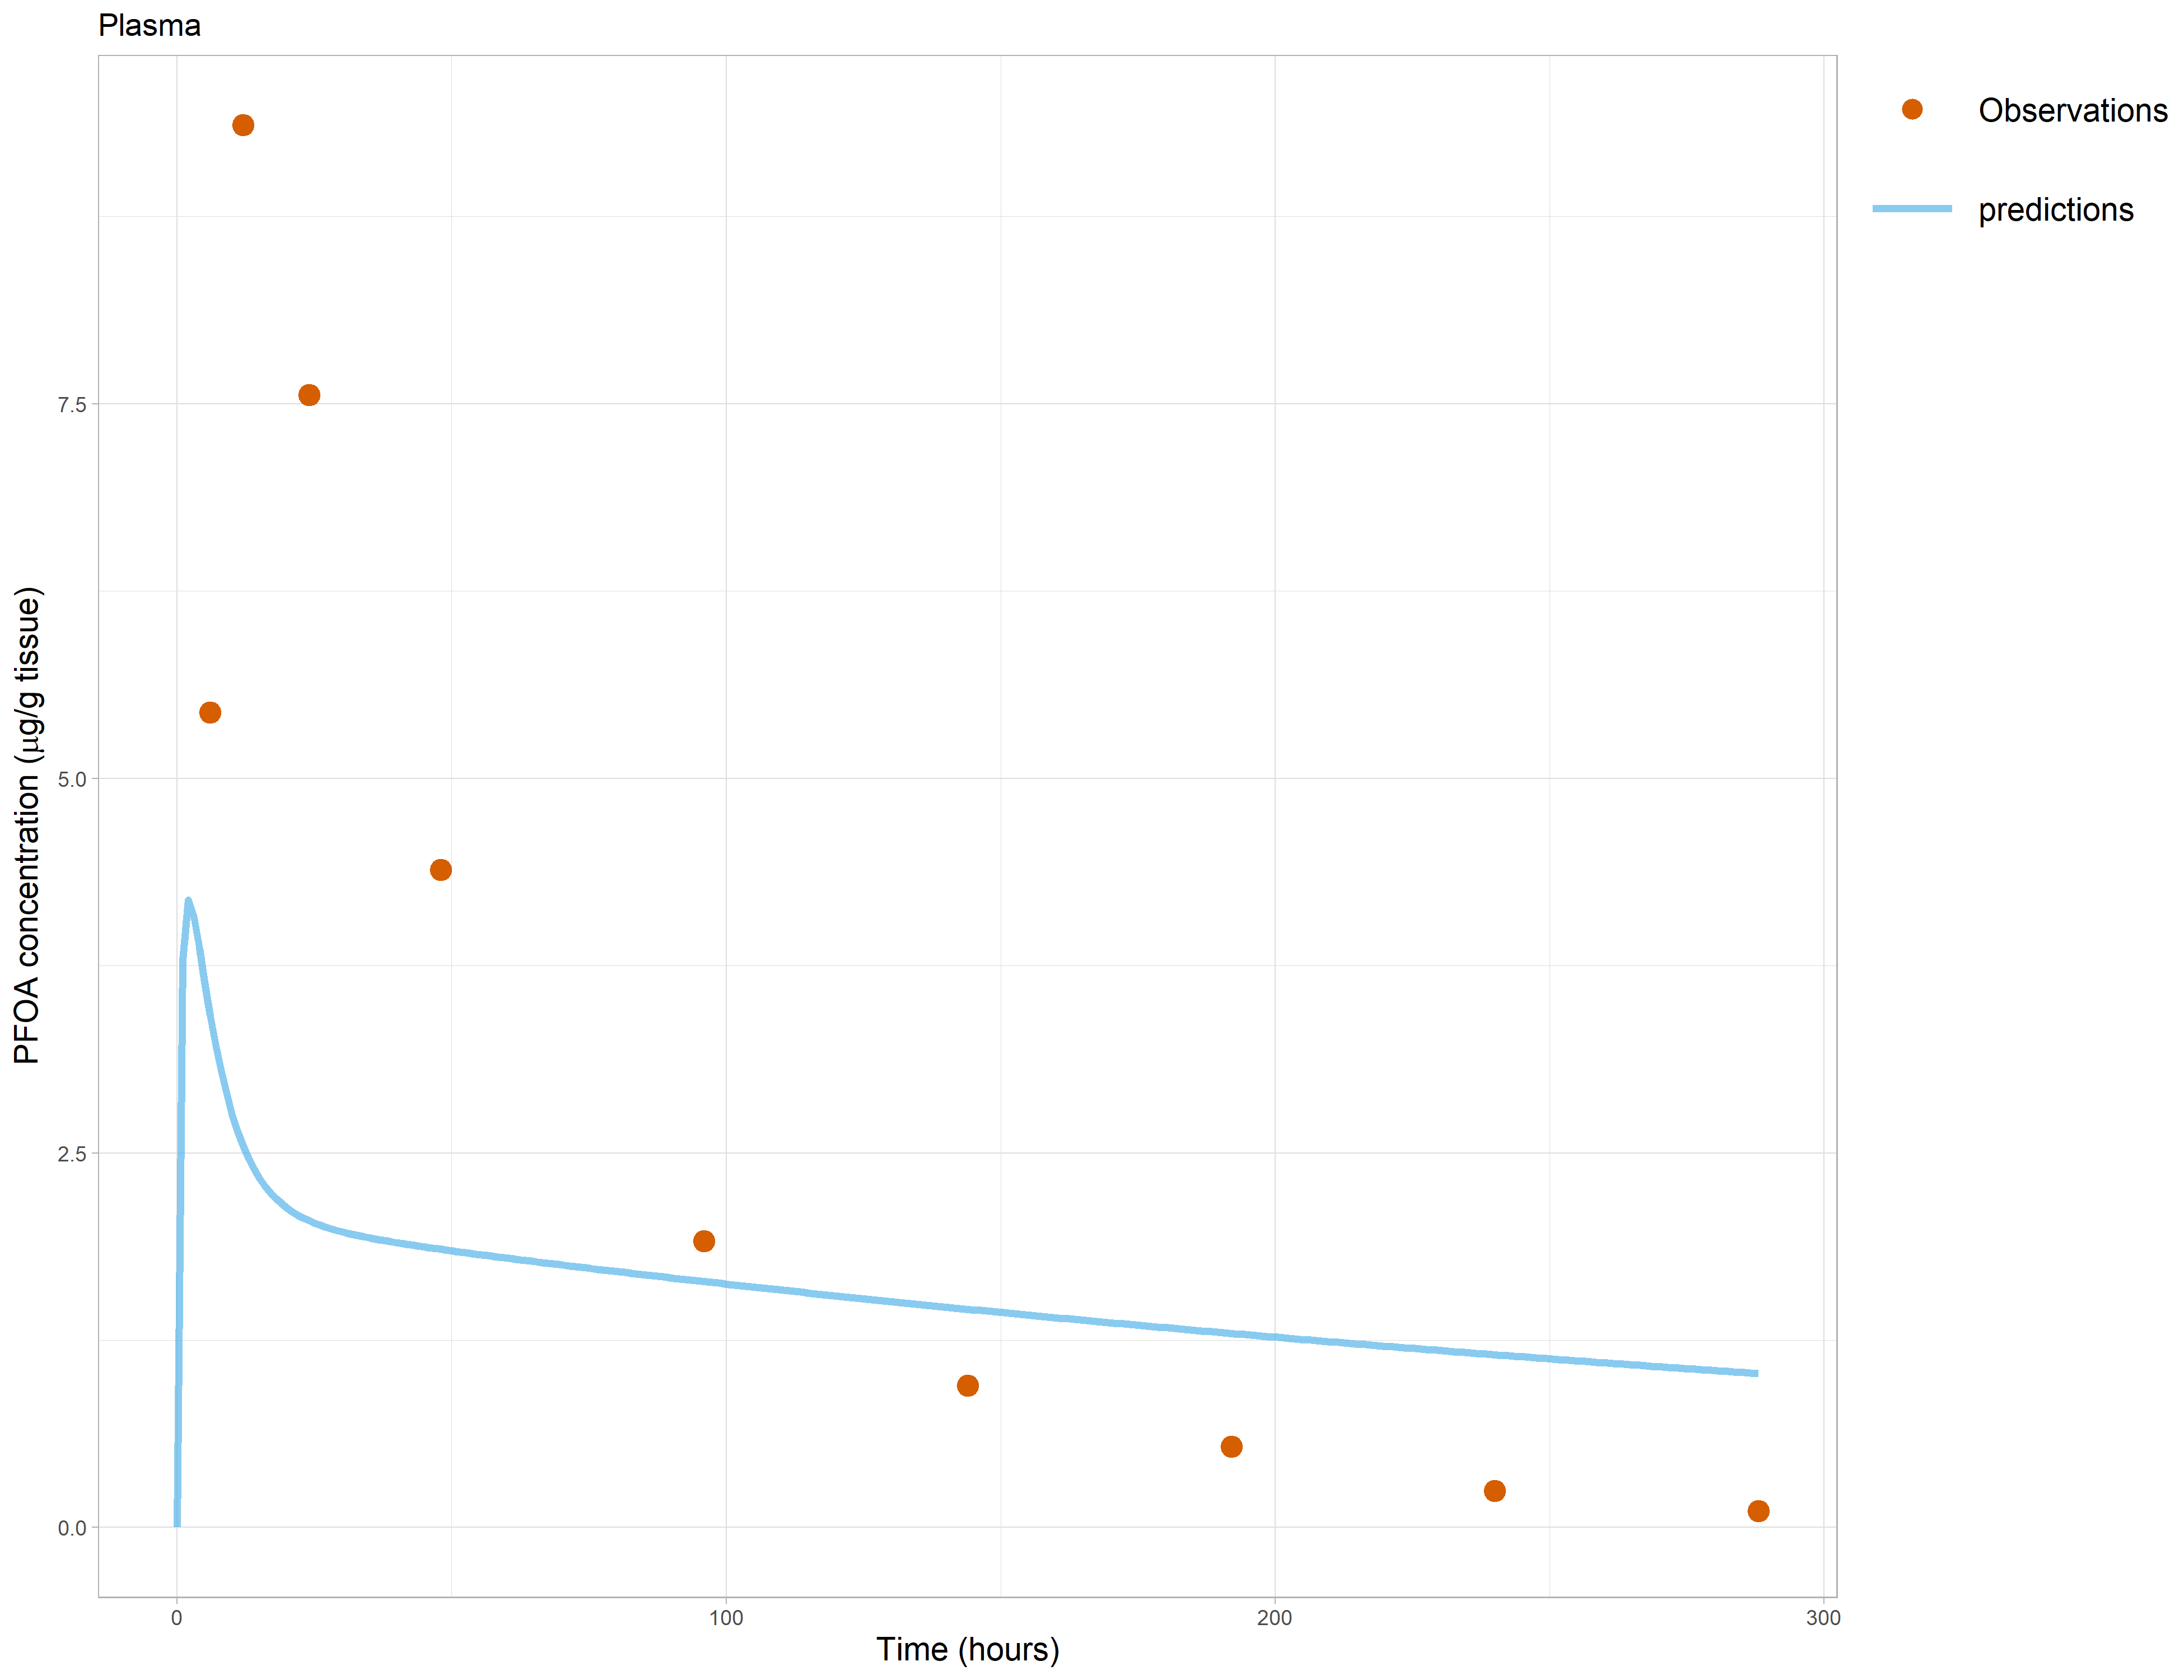 Plasma
Observations
predictions
PFOA concentration (μg/g tissue)
7.5
5.0
2.5
0.0
0
100
200
300
Time (hours)